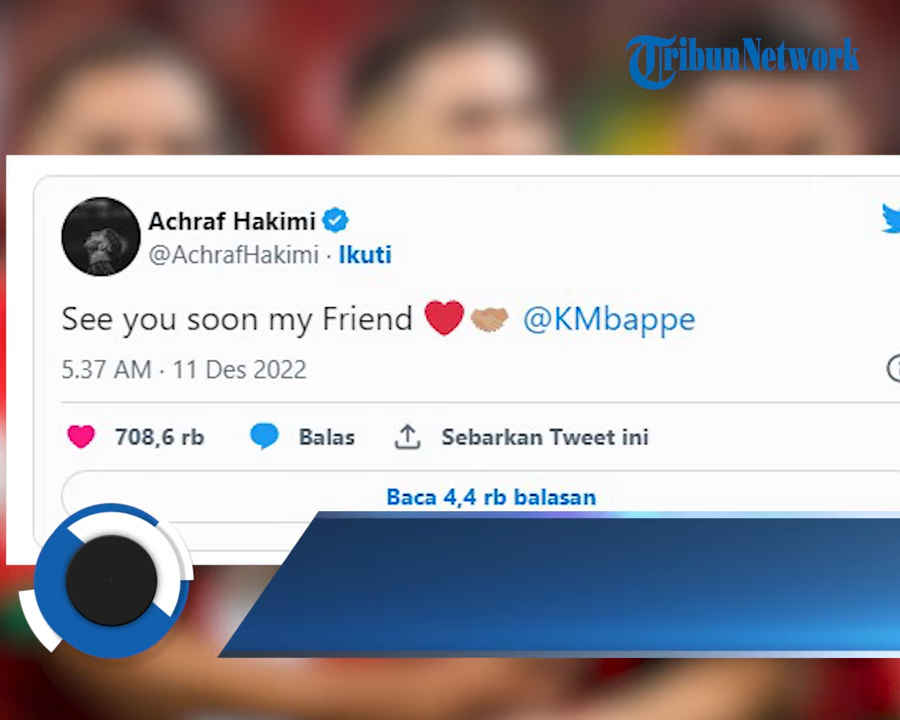 TribunNetwork
Achraf Hakimi
@AchrafHakimi · Ikuti
See you soon my Friend ❤️🤝🏼 @KMbappe
5.37 AM · 11 Des 2022
708,6 rb Balas Sebarkan Tweet ini
Baca 4,4 rb balasan